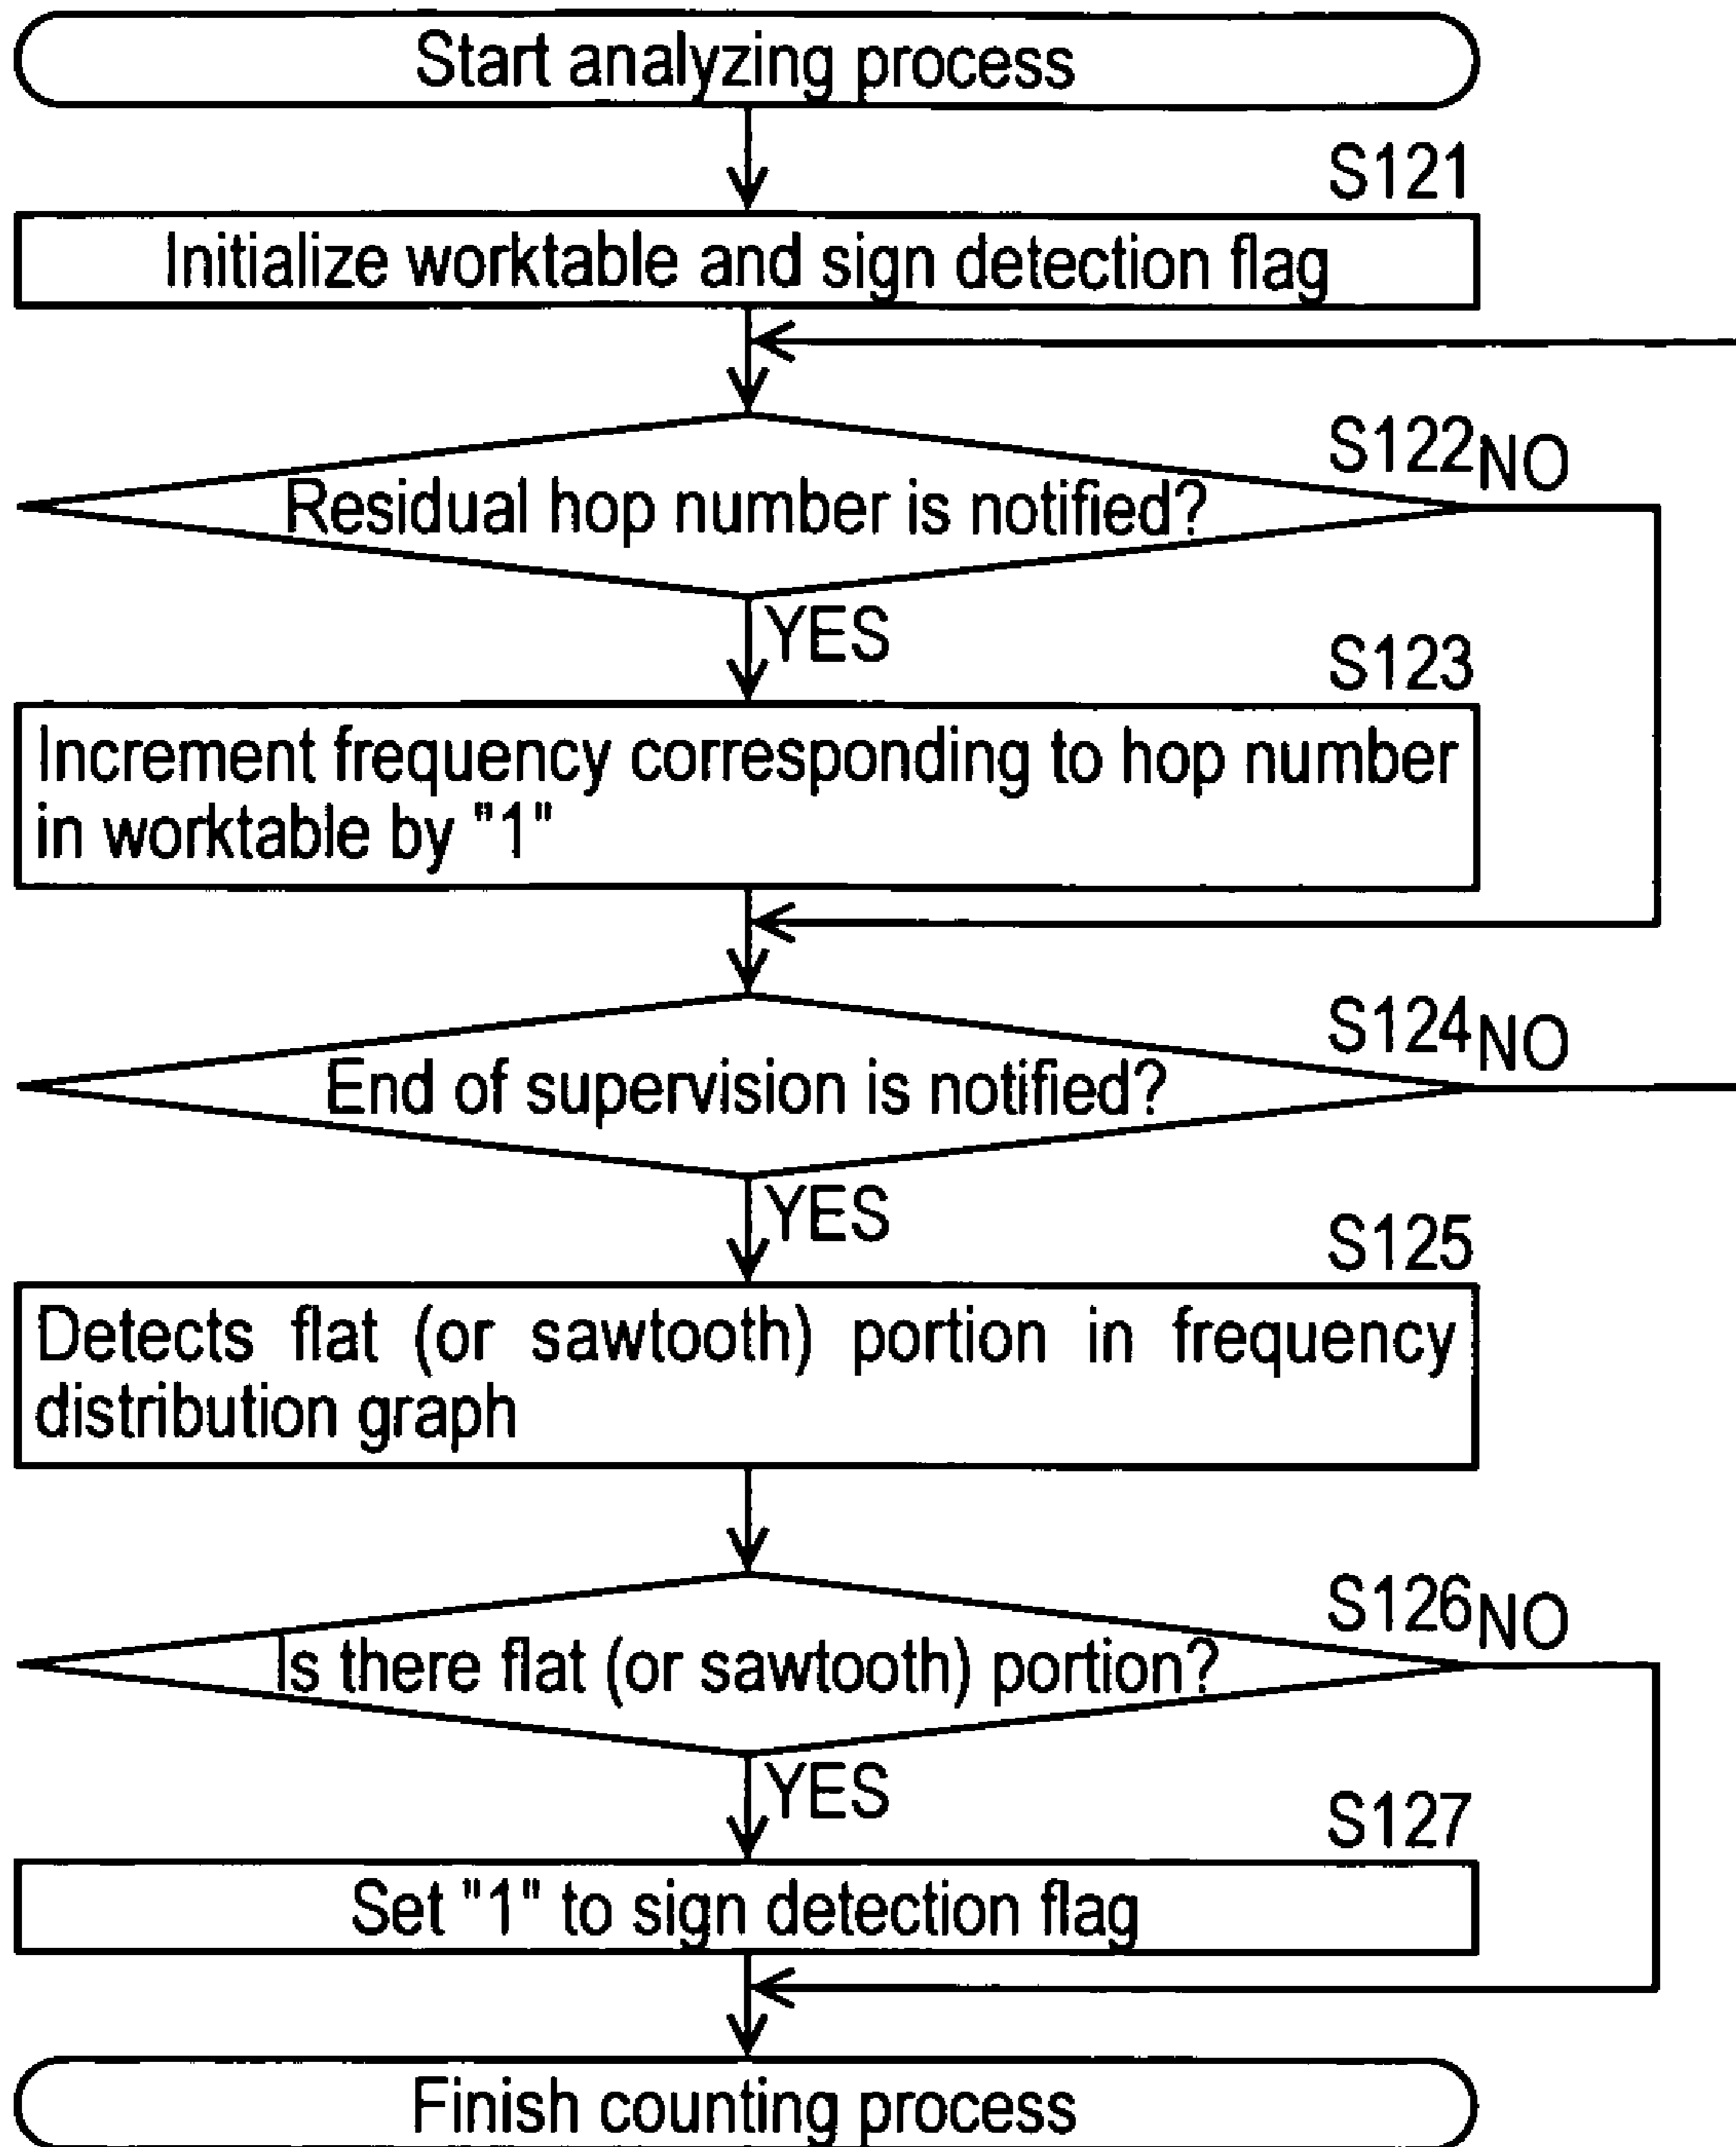 Start analyzing process
S121
Initialize worktable and sign detection flag
S122 NO
Residual hop number is notified?
YES
S123
Increment frequency corresponding to hop number
in worktable by "1"
S124 NO
End of supervision is notified?
YES
S125
Detects flat (or sawtooth) portion in frequency
distribution graph
S126 NO
Is there flat (or sawtooth) portion?
YES
S127
Set "1" to sign detection flag
Finish counting process